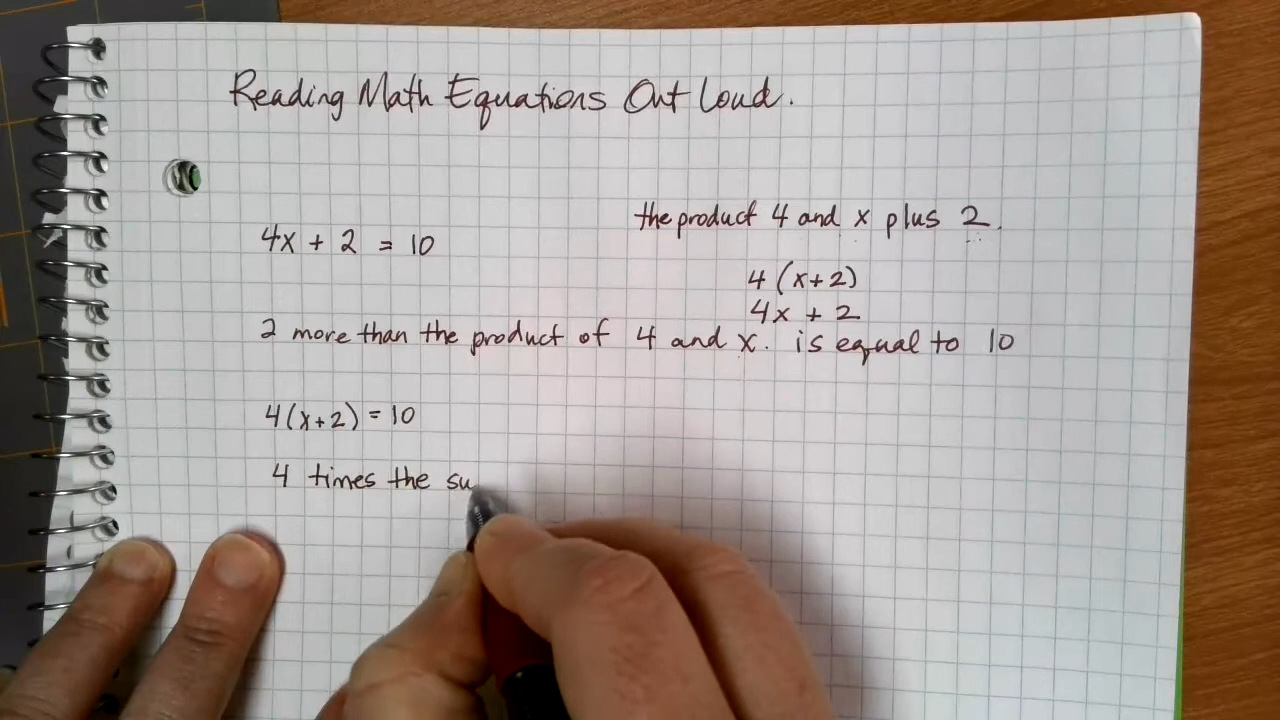 Reading Math Equations Out Loud.
the product 4 and x plus 2.
4x + 2 = 10
4(x+2)
4x + 2
2 more than the product of 4 and x. is equal to 10
4(x+2) = 10
4 times the su